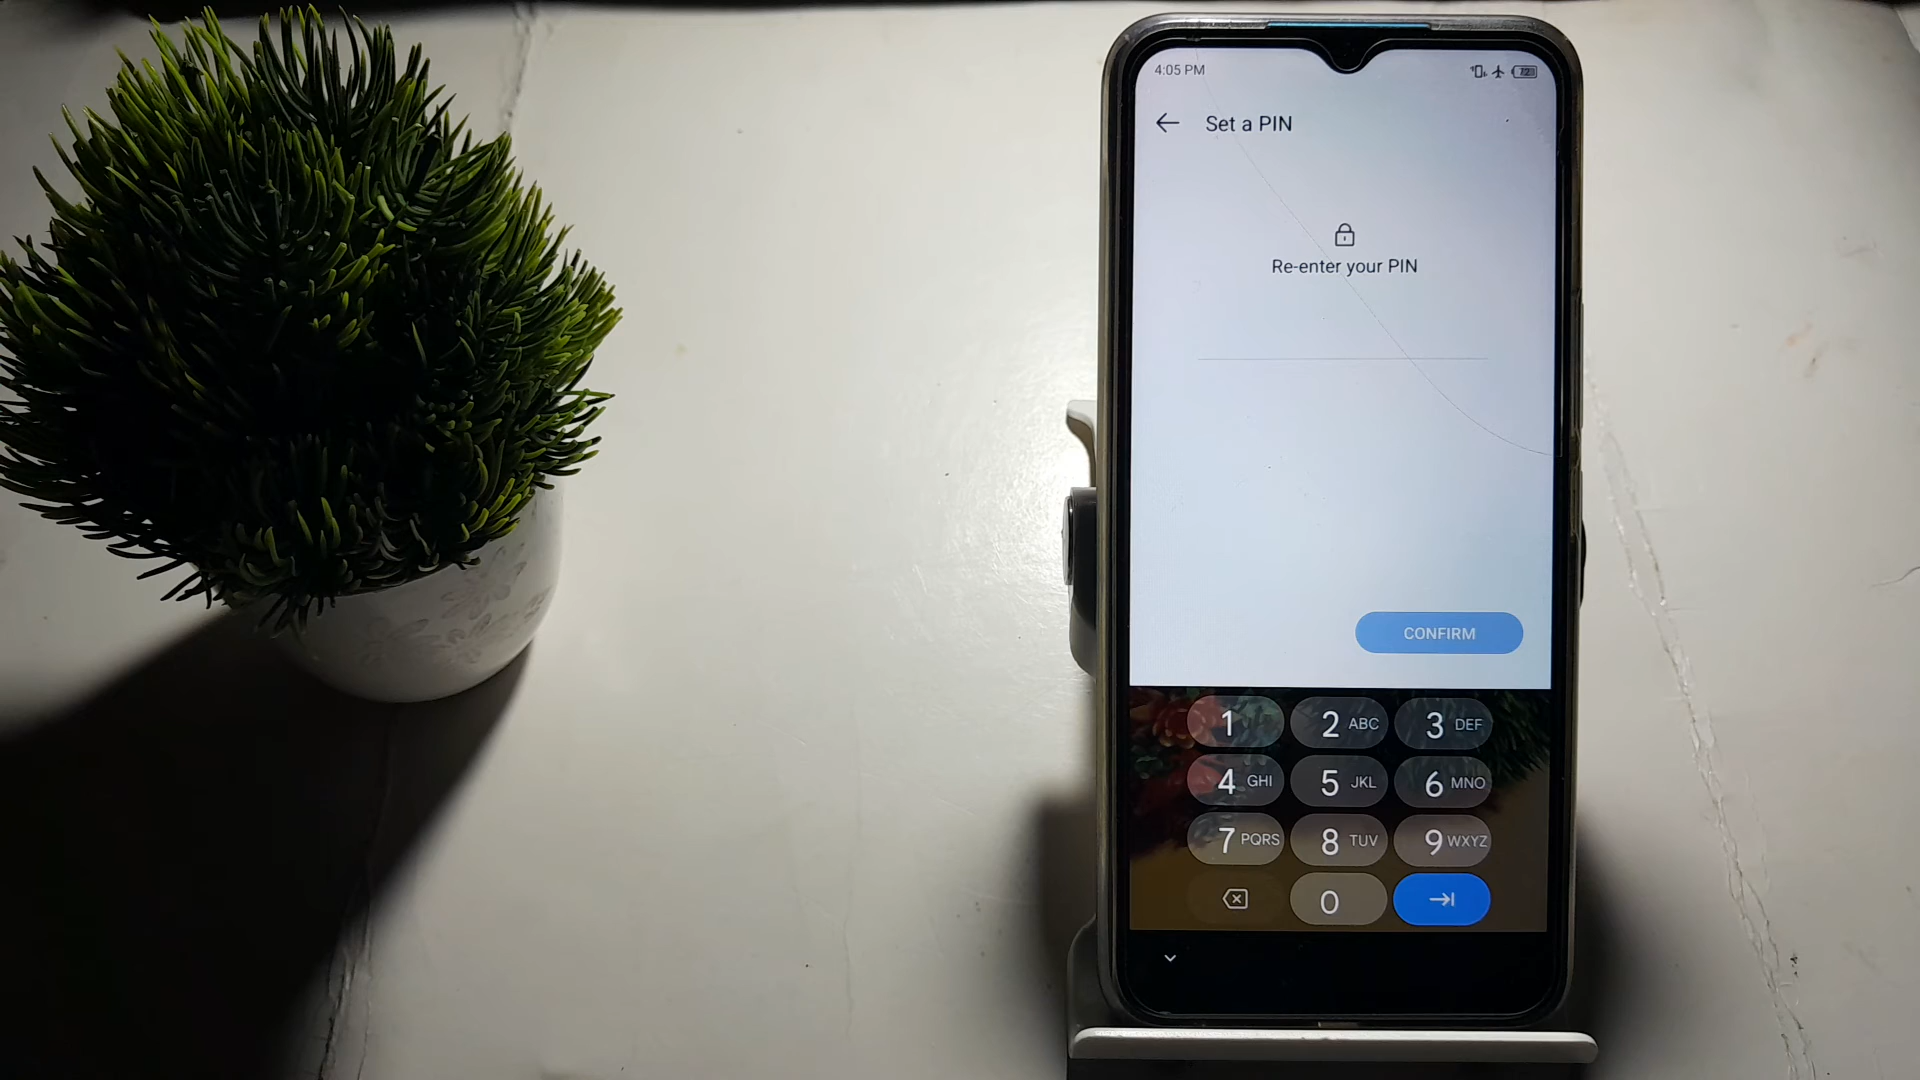 4:05 PM 72
Set a PIN
Re-enter your PIN
CONFIRM
1 2 ABC 3 DEF
4 GHI 5 JKL 6 MNO
7 PQRS 8 TUV 9 WXYZ
0